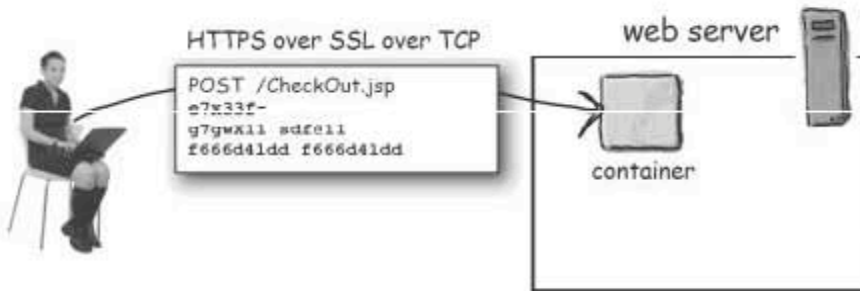 HTTPS over SSL over TCP
web server
POST /CheckOut.jsp
e7x33f-
g7gwx11 sdfe11
f666d41dd f666d41dd
container